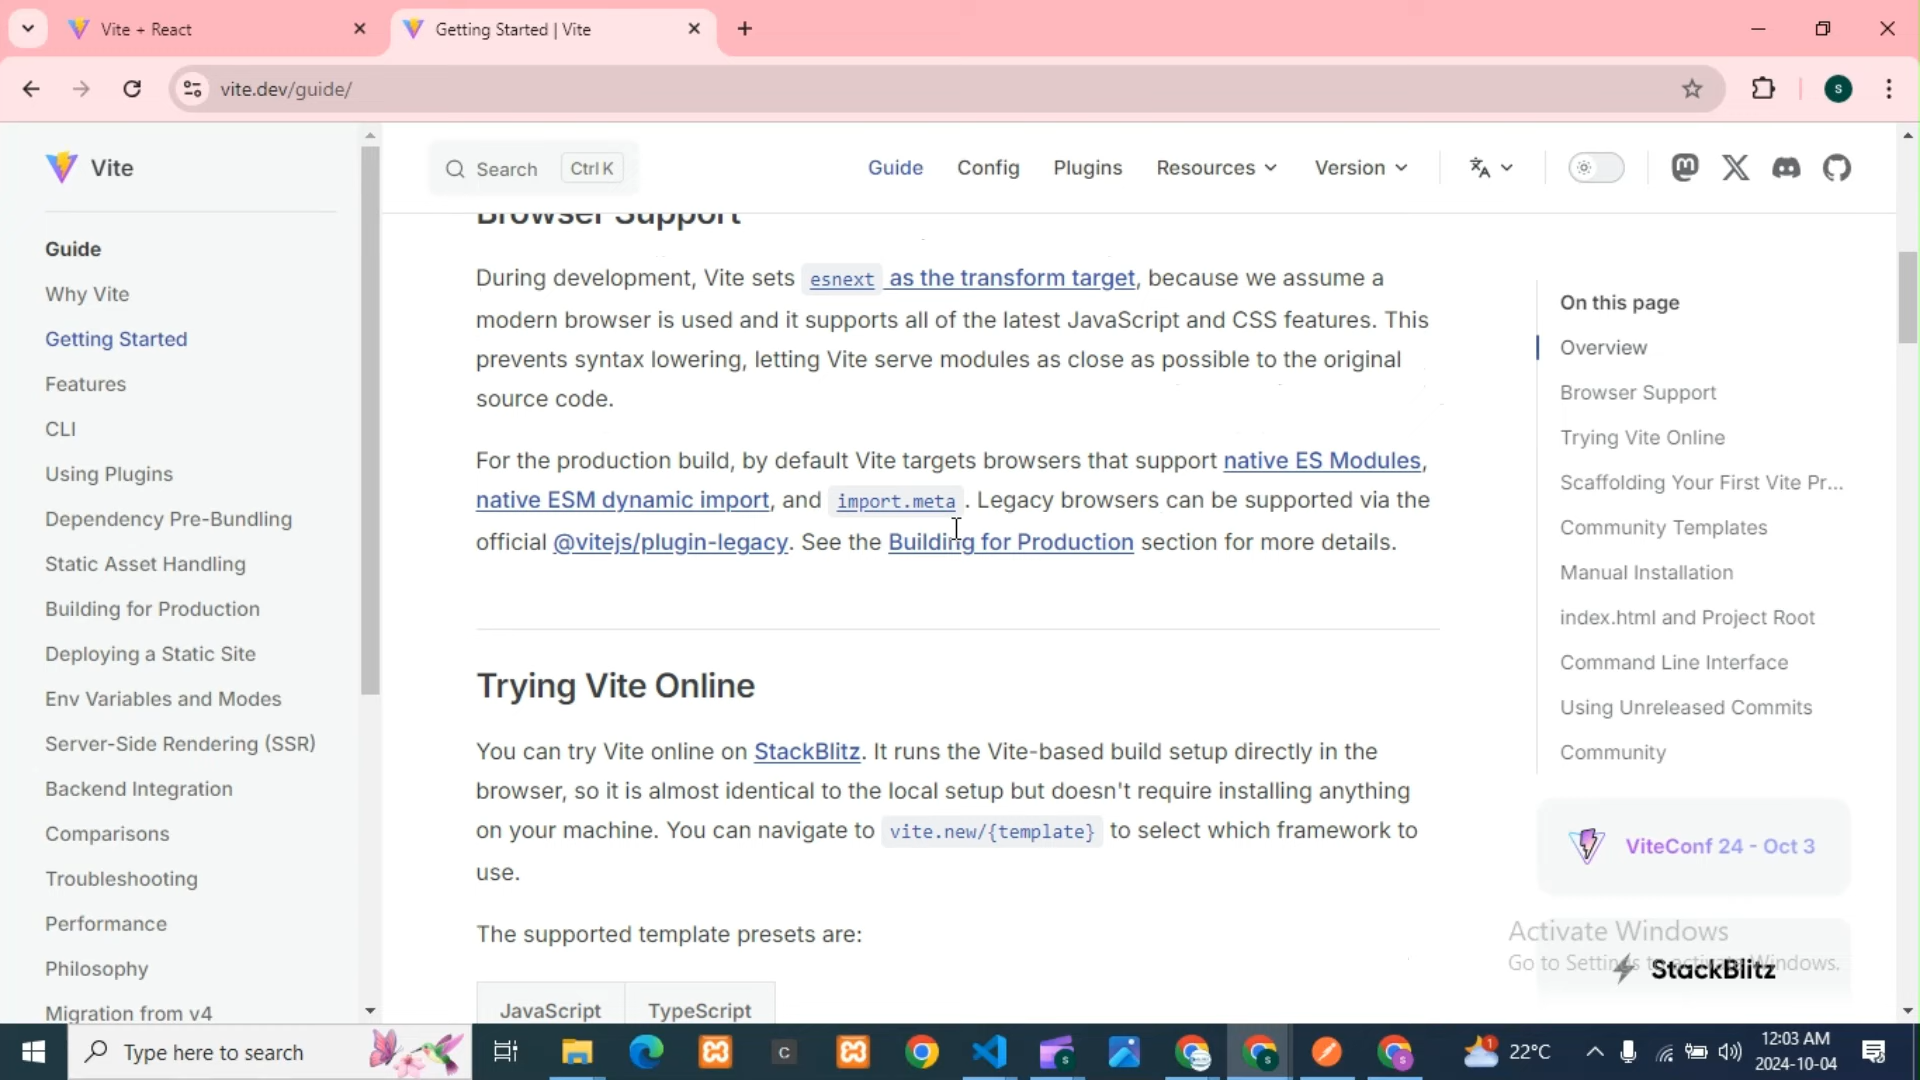 Vite + React
Getting Started | Vite
vite.dev/guide/
S
Vite
Search
Ctrl K
Guide
Config
Plugins
Resources
Version
Guide
Why Vite
Getting Started
Features
CLI
Using Plugins
Dependency Pre-Bundling
Static Asset Handling
Building for Production
Deploying a Static Site
Env Variables and Modes
Server-Side Rendering (SSR)
Backend Integration
Comparisons
Troubleshooting
Performance
Philosophy
Migration from v4
Browser Support
During development, Vite sets esnext as the transform target, because we assume a
modern browser is used and it supports all of the latest JavaScript and CSS features. This
prevents syntax lowering, letting Vite serve modules as close as possible to the original
source code.
For the production build, by default Vite targets browsers that support native ES Modules,
native ESM dynamic import, and import.meta. Legacy browsers can be supported via the
official @vitejs/plugin-legacy. See the Building for Production section for more details.
Trying Vite Online
You can try Vite online on StackBlitz. It runs the Vite-based build setup directly in the
browser, so it is almost identical to the local setup but doesn't require installing anything
on your machine. You can navigate to vite.new/{template} to select which framework to
use.
The supported template presets are:
JavaScript
TypeScript
On this page
Overview
Browser Support
Trying Vite Online
Scaffolding Your First Vite Pr...
Community Templates
Manual Installation
index.html and Project Root
Command Line Interface
Using Unreleased Commits
Community
ViteConf 24 - Oct 3
Activate Windows
Go to Settings to activate Windows.
StackBlitz
Type here to search
C
S
S
S
1
22°C
12:03 AM
2024-10-04